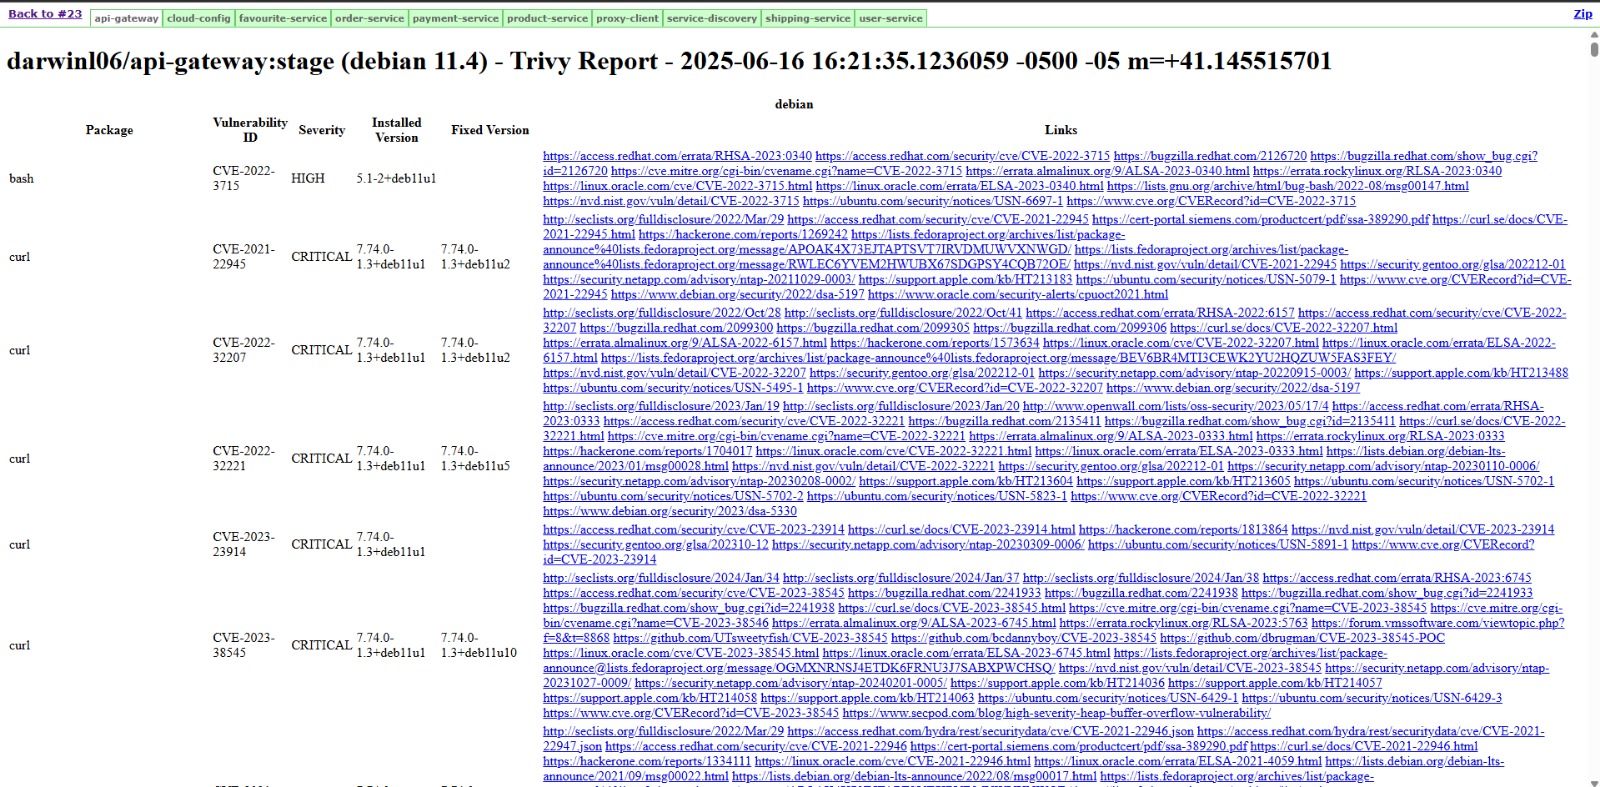 Back to #23 api-gateway cloud-config favourite-service order-service payment-service product-service proxy-client service-discovery shipping-service user-service Zip
darwinl06/api-gateway:stage (debian 11.4) - Trivy Report - 2025-06-16 16:21:35.1236059 -0500 -05 m=+41.145515701
debian
Package Vulnerability ID Severity Installed Version Fixed Version Links
bash CVE-2022-3715 HIGH 5.1-2+deb11u1
https://access.redhat.com/errata/RHSA-2023:0340 https://access.redhat.com/security/cve/CVE-2022-3715 https://bugzilla.redhat.com/2126720 https://bugzilla.redhat.com/show_bug.cgi?
id=2126720 https://cve.mitre.org/cgi-bin/cvename.cgi?name=CVE-2022-3715 https://errata.almalinux.org/9/ALSA-2023-0340.html https://errata.rockylinux.org/RLSA-2023:0340
https://linux.oracle.com/cve/CVE-2022-3715.html https://linux.oracle.com/errata/ELSA-2023-0340.html https://lists.gnu.org/archive/html/bug-bash/2022-08/msg00147.html
https://nvd.nist.gov/vuln/detail/CVE-2022-3715 https://ubuntu.com/security/notices/USN-6697-1 https://www.cve.org/CVERecord?id=CVE-2022-3715
curl CVE-2021-22945 CRITICAL 7.74.0-1.3+deb11u1 7.74.0-1.3+deb11u2
http://seclists.org/fulldisclosure/2022/Mar/29 https://access.redhat.com/security/cve/CVE-2021-22945 https://cert-portal.siemens.com/productcert/pdf/ssa-389290.pdf https://curl.se/docs/CVE-
2021-22945.html https://hackerone.com/reports/1269242 https://lists.fedoraproject.org/archives/list/package-
announce%40lists.fedoraproject.org/message/APOAK4X73EJTAPTSVT7IRVDMUWVXNWGD/ https://lists.fedoraproject.org/archives/list/package-
announce%40lists.fedoraproject.org/message/RWLEC6YVEM2HWUBX67SDGPSY4CQB72OE/ https://nvd.nist.gov/vuln/detail/CVE-2021-22945 https://security.gentoo.org/glsa/202212-01
https://security.netapp.com/advisory/ntap-20211029-0003/ https://support.apple.com/kb/HT213183 https://ubuntu.com/security/notices/USN-5079-1 https://www.cve.org/CVERecord?id=CVE-
2021-22945 https://www.debian.org/security/2022/dsa-5197 https://www.oracle.com/security-alerts/cpuoct2021.html
curl CVE-2022-32207 CRITICAL 7.74.0-1.3+deb11u1 7.74.0-1.3+deb11u2
http://seclists.org/fulldisclosure/2022/Oct/28 http://seclists.org/fulldisclosure/2022/Oct/41 https://access.redhat.com/errata/RHSA-2022:6157 https://access.redhat.com/security/cve/CVE-2022-
32207 https://bugzilla.redhat.com/2099300 https://bugzilla.redhat.com/2099305 https://bugzilla.redhat.com/2099306 https://curl.se/docs/CVE-2022-32207.html
https://errata.almalinux.org/9/ALSA-2022-6157.html https://hackerone.com/reports/1573634 https://linux.oracle.com/cve/CVE-2022-32207.html https://linux.oracle.com/errata/ELSA-2022-
6157.html https://lists.fedoraproject.org/archives/list/package-announce%40lists.fedoraproject.org/message/BEV6BR4MTI3CEWK2YU2HQZUW5FAS3FEY/
https://nvd.nist.gov/vuln/detail/CVE-2022-32207 https://security.gentoo.org/glsa/202212-01 https://security.netapp.com/advisory/ntap-20220915-0003/ https://support.apple.com/kb/HT213488
https://ubuntu.com/security/notices/USN-5495-1 https://www.cve.org/CVERecord?id=CVE-2022-32207 https://www.debian.org/security/2022/dsa-5197
curl CVE-2022-32221 CRITICAL 7.74.0-1.3+deb11u1 7.74.0-1.3+deb11u5
http://seclists.org/fulldisclosure/2023/Jan/19 http://seclists.org/fulldisclosure/2023/Jan/20 http://www.openwall.com/lists/oss-security/2023/05/17/4 https://access.redhat.com/errata/RHSA-
2023:0333 https://access.redhat.com/security/cve/CVE-2022-32221 https://bugzilla.redhat.com/2135411 https://bugzilla.redhat.com/show_bug.cgi?id=2135411 https://curl.se/docs/CVE-2022-
32221.html https://cve.mitre.org/cgi-bin/cvename.cgi?name=CVE-2022-32221 https://errata.almalinux.org/9/ALSA-2023-0333.html https://errata.rockylinux.org/RLSA-2023:0333
https://hackerone.com/reports/1704017 https://linux.oracle.com/cve/CVE-2022-32221.html https://linux.oracle.com/errata/ELSA-2023-0333.html https://lists.debian.org/debian-lts-
announce/2023/01/msg00028.html https://nvd.nist.gov/vuln/detail/CVE-2022-32221 https://security.gentoo.org/glsa/202212-01 https://security.netapp.com/advisory/ntap-20230110-0006/
https://security.netapp.com/advisory/ntap-20230208-0002/ https://support.apple.com/kb/HT213604 https://support.apple.com/kb/HT213605 https://ubuntu.com/security/notices/USN-5702-1
https://ubuntu.com/security/notices/USN-5702-2 https://ubuntu.com/security/notices/USN-5823-1 https://www.cve.org/CVERecord?id=CVE-2022-32221
https://www.debian.org/security/2023/dsa-5330
curl CVE-2023-23914 CRITICAL 7.74.0-1.3+deb11u1
https://access.redhat.com/security/cve/CVE-2023-23914 https://curl.se/docs/CVE-2023-23914.html https://hackerone.com/reports/1813864 https://nvd.nist.gov/vuln/detail/CVE-2023-23914
https://security.gentoo.org/glsa/202310-12 https://security.netapp.com/advisory/ntap-20230309-0006/ https://ubuntu.com/security/notices/USN-5891-1 https://www.cve.org/CVERecord?
id=CVE-2023-23914
curl CVE-2023-38545 CRITICAL 7.74.0-1.3+deb11u1 7.74.0-1.3+deb11u10
http://seclists.org/fulldisclosure/2024/Jan/34 http://seclists.org/fulldisclosure/2024/Jan/37 http://seclists.org/fulldisclosure/2024/Jan/38 https://access.redhat.com/errata/RHSA-2023:6745
https://access.redhat.com/security/cve/CVE-2023-38545 https://bugzilla.redhat.com/2241933 https://bugzilla.redhat.com/2241938 https://bugzilla.redhat.com/show_bug.cgi?id=2241933
https://bugzilla.redhat.com/show_bug.cgi?id=2241938 https://curl.se/docs/CVE-2023-38545.html https://cve.mitre.org/cgi-bin/cvename.cgi?name=CVE-2023-38545 https://cve.mitre.org/cgi-
bin/cvename.cgi?name=CVE-2023-38546 https://errata.almalinux.org/9/ALSA-2023-6745.html https://errata.rockylinux.org/RLSA-2023:5763 https://forum.vmssoftware.com/viewtopic.php?
f=8&t=8868 https://github.com/UTsweetyfish/CVE-2023-38545 https://github.com/bcdannyboy/CVE-2023-38545 https://github.com/dbrugman/CVE-2023-38545-POC
https://linux.oracle.com/cve/CVE-2023-38545.html https://linux.oracle.com/errata/ELSA-2023-6745.html https://lists.fedoraproject.org/archives/list/package-
announce@lists.fedoraproject.org/message/OGMXNRNSJ4ETDK6FRNU3J7SABXPWCHSQ/ https://nvd.nist.gov/vuln/detail/CVE-2023-38545 https://security.netapp.com/advisory/ntap-
20231027-0009/ https://security.netapp.com/advisory/ntap-20240201-0005/ https://support.apple.com/kb/HT214036 https://support.apple.com/kb/HT214057
https://support.apple.com/kb/HT214058 https://support.apple.com/kb/HT214063 https://ubuntu.com/security/notices/USN-6429-1 https://ubuntu.com/security/notices/USN-6429-3
https://www.cve.org/CVERecord?id=CVE-2023-38545 https://www.secpod.com/blog/high-severity-heap-buffer-overflow-vulnerability/
http://seclists.org/fulldisclosure/2022/Mar/29 https://access.redhat.com/hydra/rest/securitydata/cve/CVE-2021-22946.json https://access.redhat.com/hydra/rest/securitydata/cve/CVE-2021-
22947.json https://access.redhat.com/security/cve/CVE-2021-22946 https://cert-portal.siemens.com/productcert/pdf/ssa-389290.pdf https://curl.se/docs/CVE-2021-22946.html
https://hackerone.com/reports/1334111 https://linux.oracle.com/cve/CVE-2021-22946.html https://linux.oracle.com/errata/ELSA-2021-4059.html https://lists.debian.org/debian-lts-
announce/2021/09/msg00022.html https://lists.debian.org/debian-lts-announce/2022/08/msg00017.html https://lists.fedoraproject.org/archives/list/package-